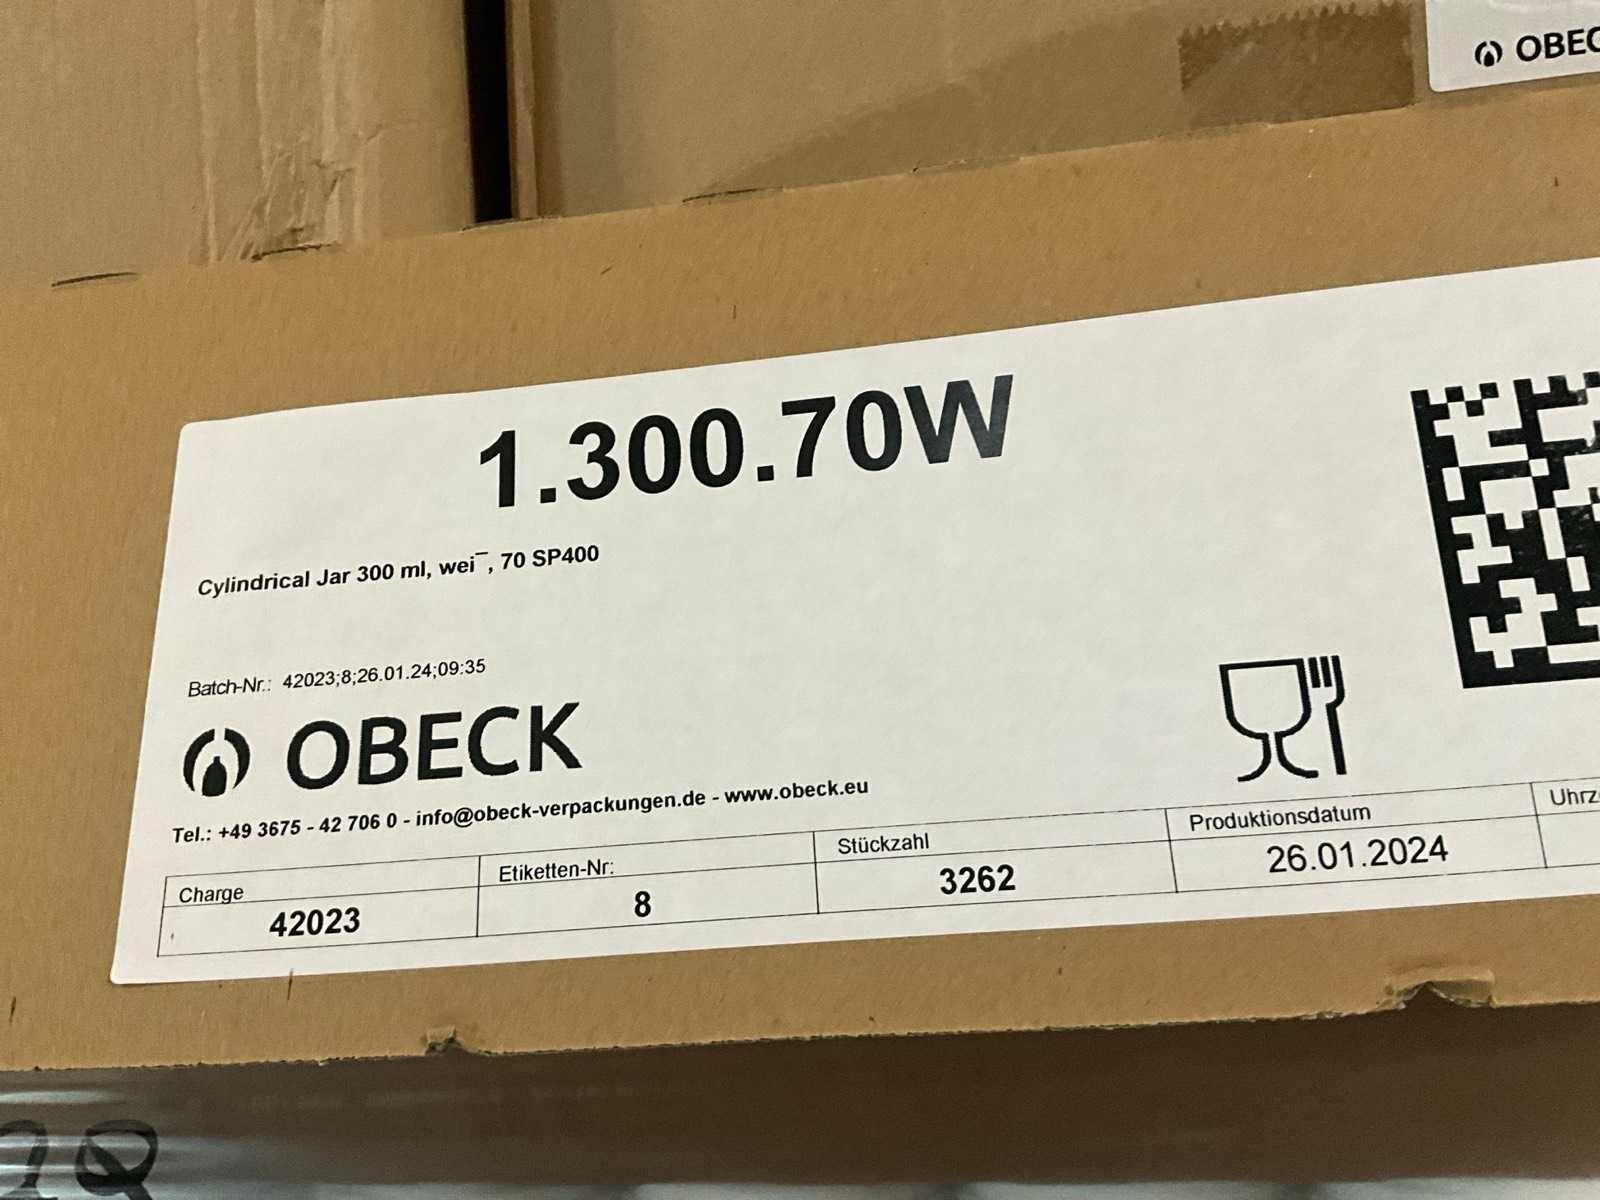 OBEC
1.300.70W
Cylindrical Jar 300 ml, wei¯, 70 SP400
Batch-Nr.: 42023;8;26.01.24;09:35
OBECK
Tel.: +49 3675 - 42 706 0 - info@obeck-verpackungen.de - www.obeck.eu
Charge Etiketten-Nr: Stückzahl Produktionsdatum Uhrz
42023 8 3262 26.01.2024